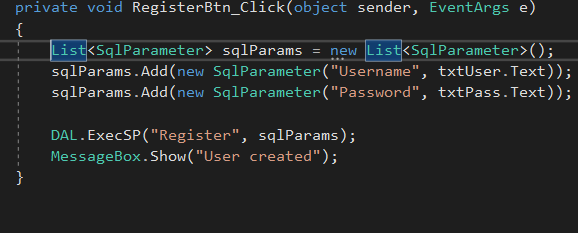 private void RegisterBtn_Click(object sender, EventArgs e)
{
List<SqlParameter> sqlParams = new List<SqlParameter>();
sqlParams.Add(new SqlParameter("Username", txtUser.Text));
sqlParams.Add(new SqlParameter("Password", txtPass.Text));
DAL.ExecSP("Register", sqlParams);
MessageBox.Show("User created");
}